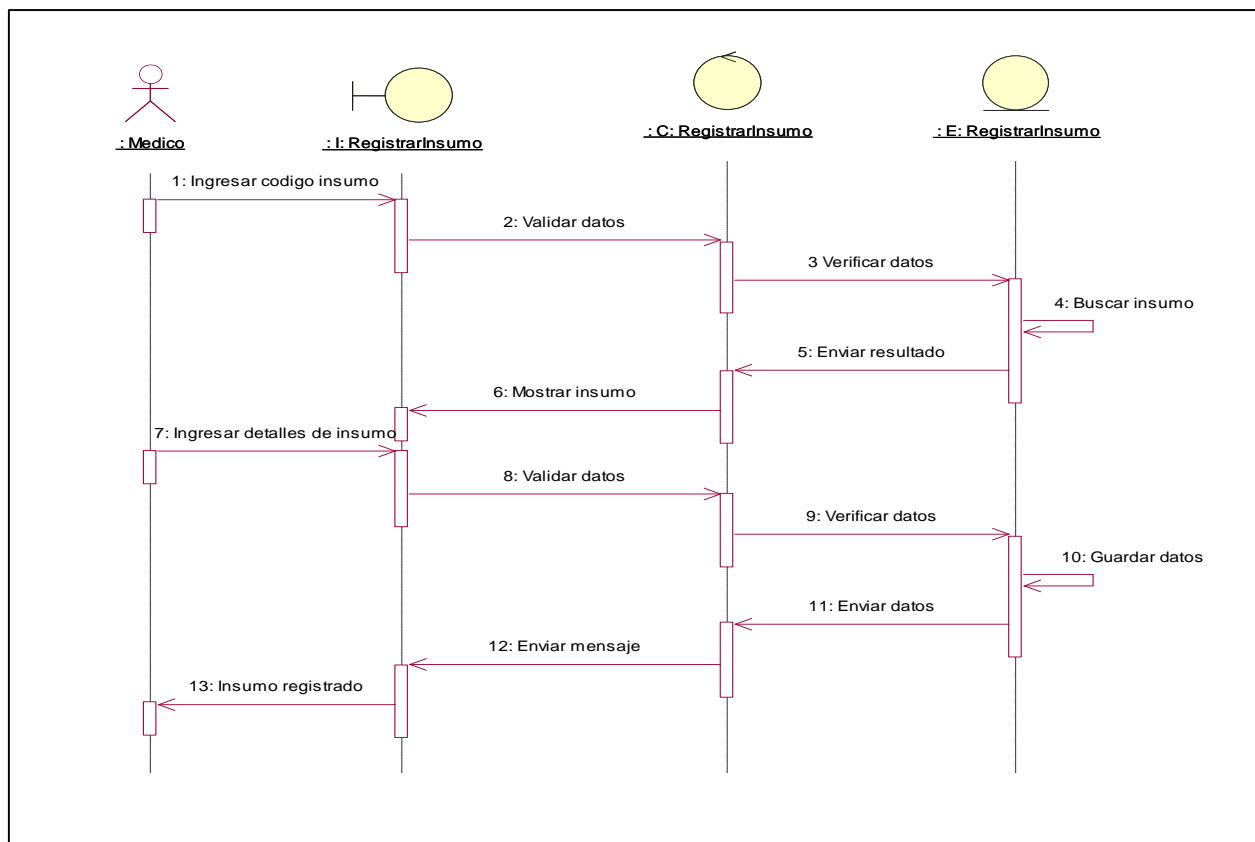 : Medico
: I: RegistrarInsumo
: C: RegistrarInsumo
: E: RegistrarInsumo
1: Ingresar codigo insumo
2: Validar datos
3 Verificar datos
4: Buscar insumo
5: Enviar resultado
6: Mostrar insumo
7: Ingresar detalles de insumo
8: Validar datos
9: Verificar datos
10: Guardar datos
11: Enviar datos
12: Enviar mensaje
13: Insumo registrado